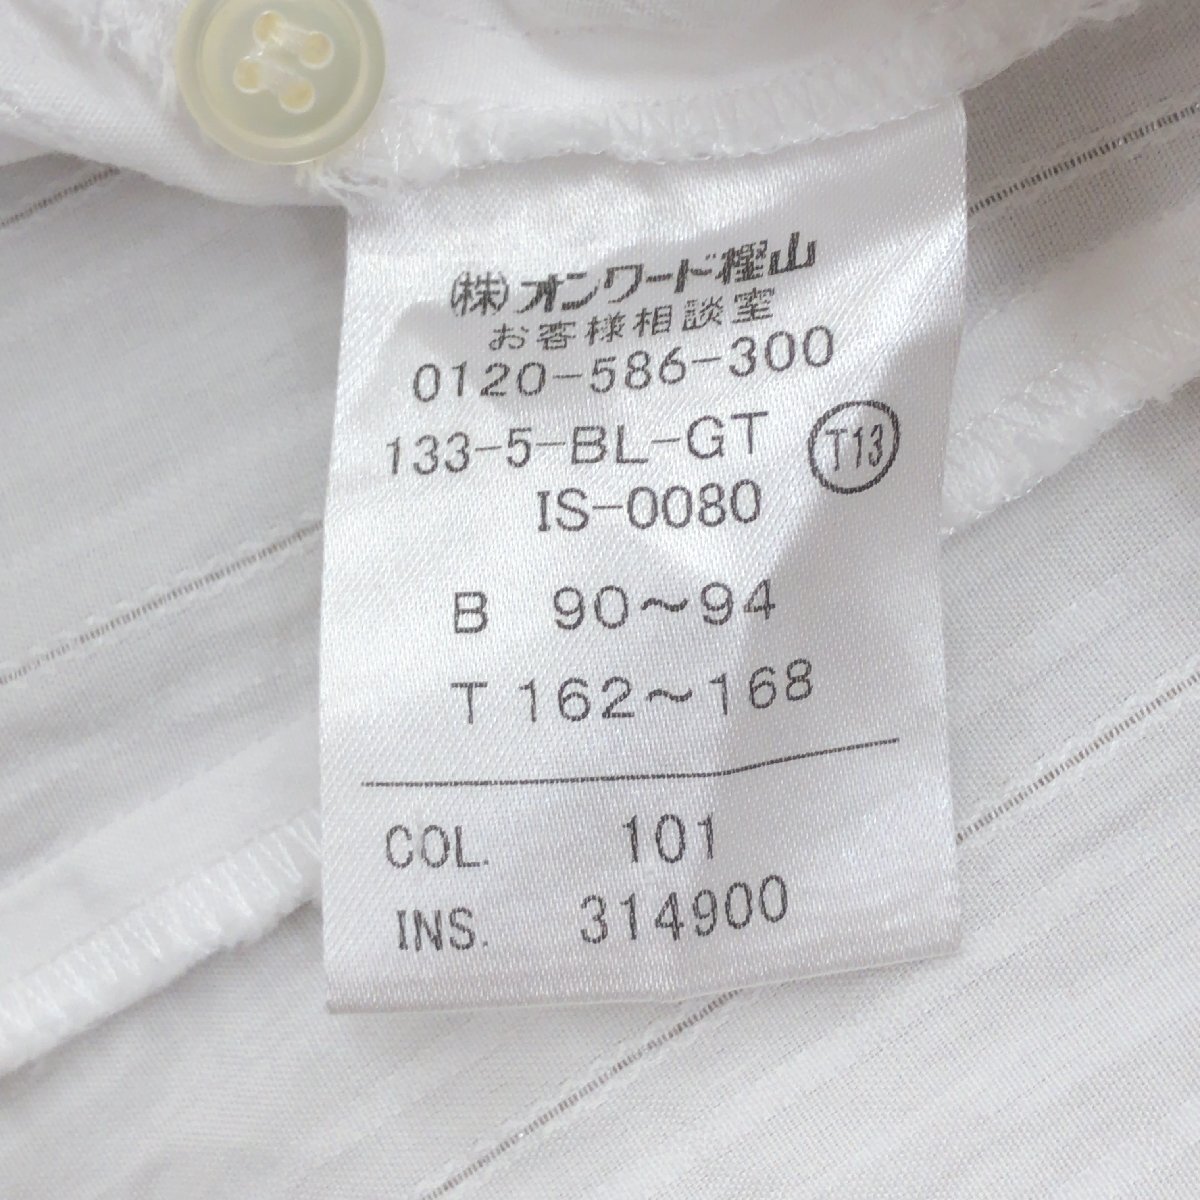 (株)オンワード樫山
お客様相談室
0120-586-300
133-5-BL-GT T13
IS-0080
B 90～94
T 162～168
COL. 101
INS. 314900